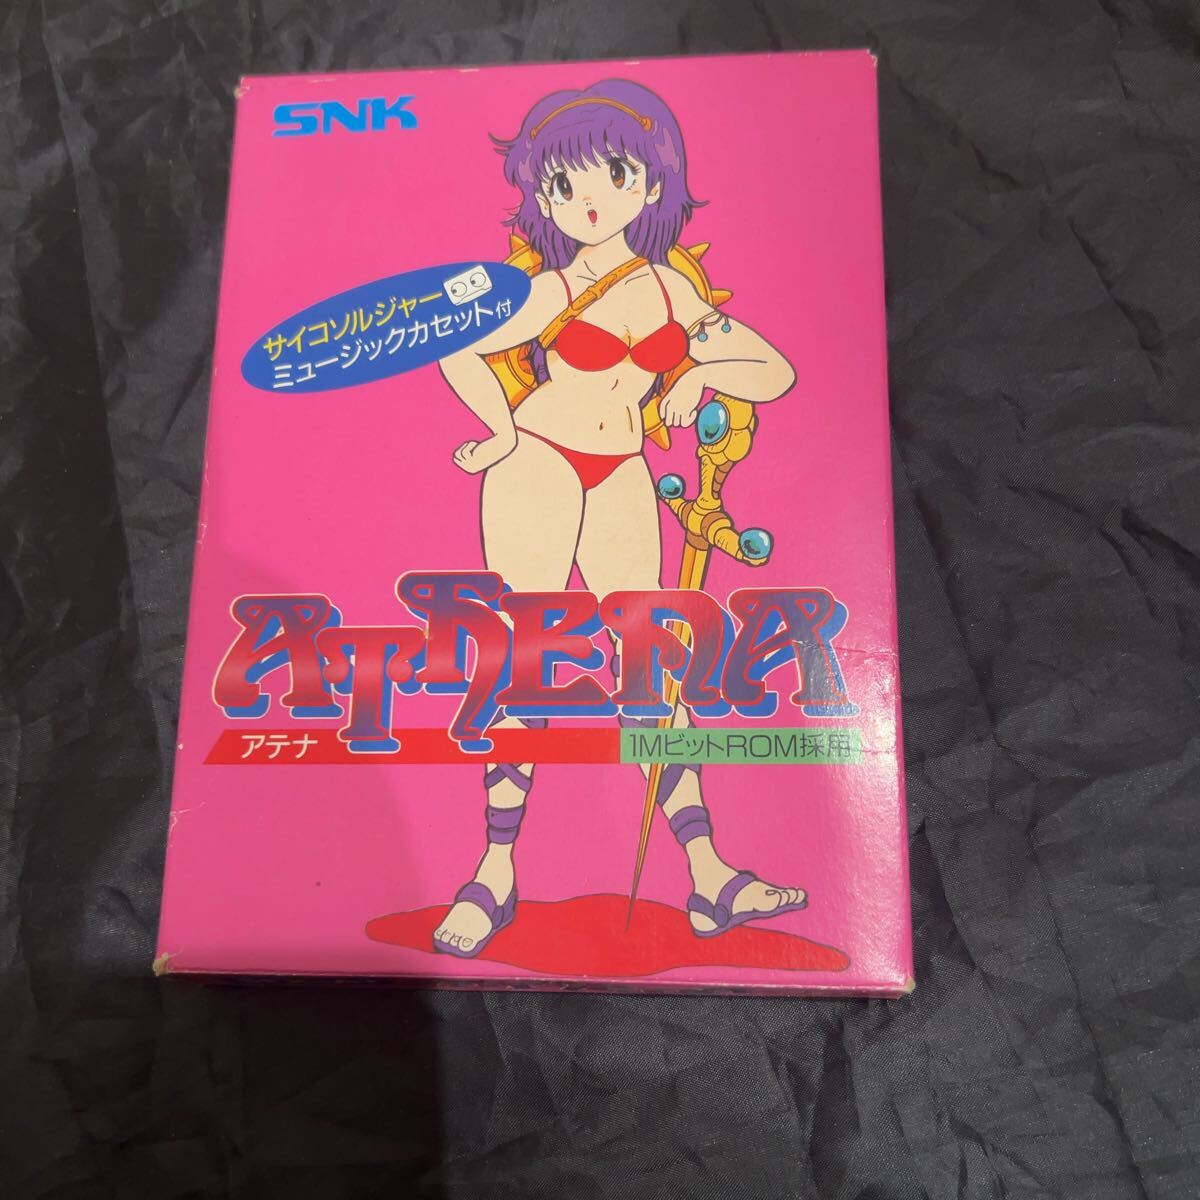 SNK
サイコソルジャー
ミュージックカセット付
ATHENA
アテナ
1MビットROM採用